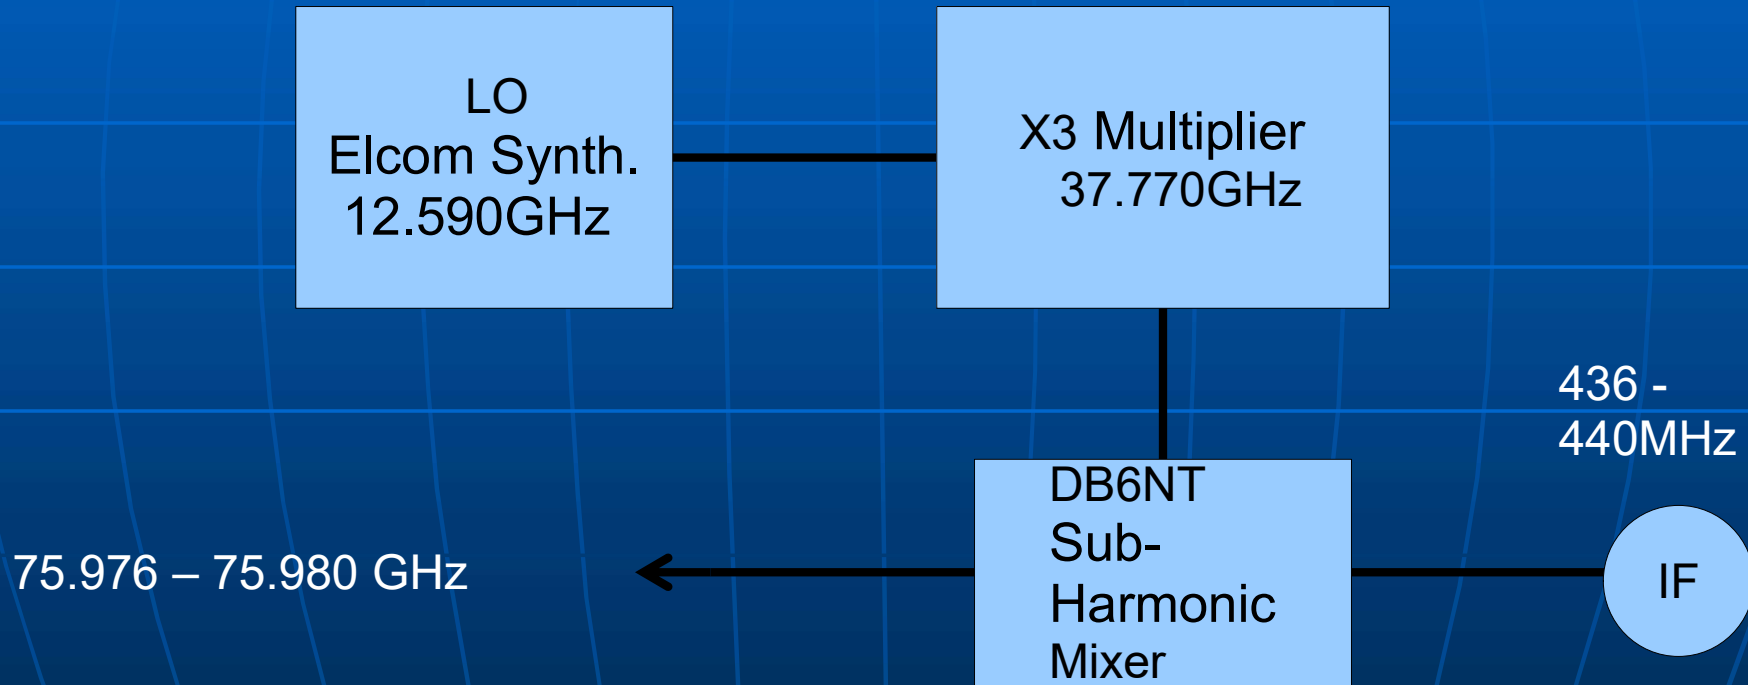 LO
Elcom Synth.
12.590GHz
X3 Multiplier
37.770GHz
436 -
440MHz
DB6NT
Sub-
Harmonic
Mixer
75.976 – 75.980 GHz
IF